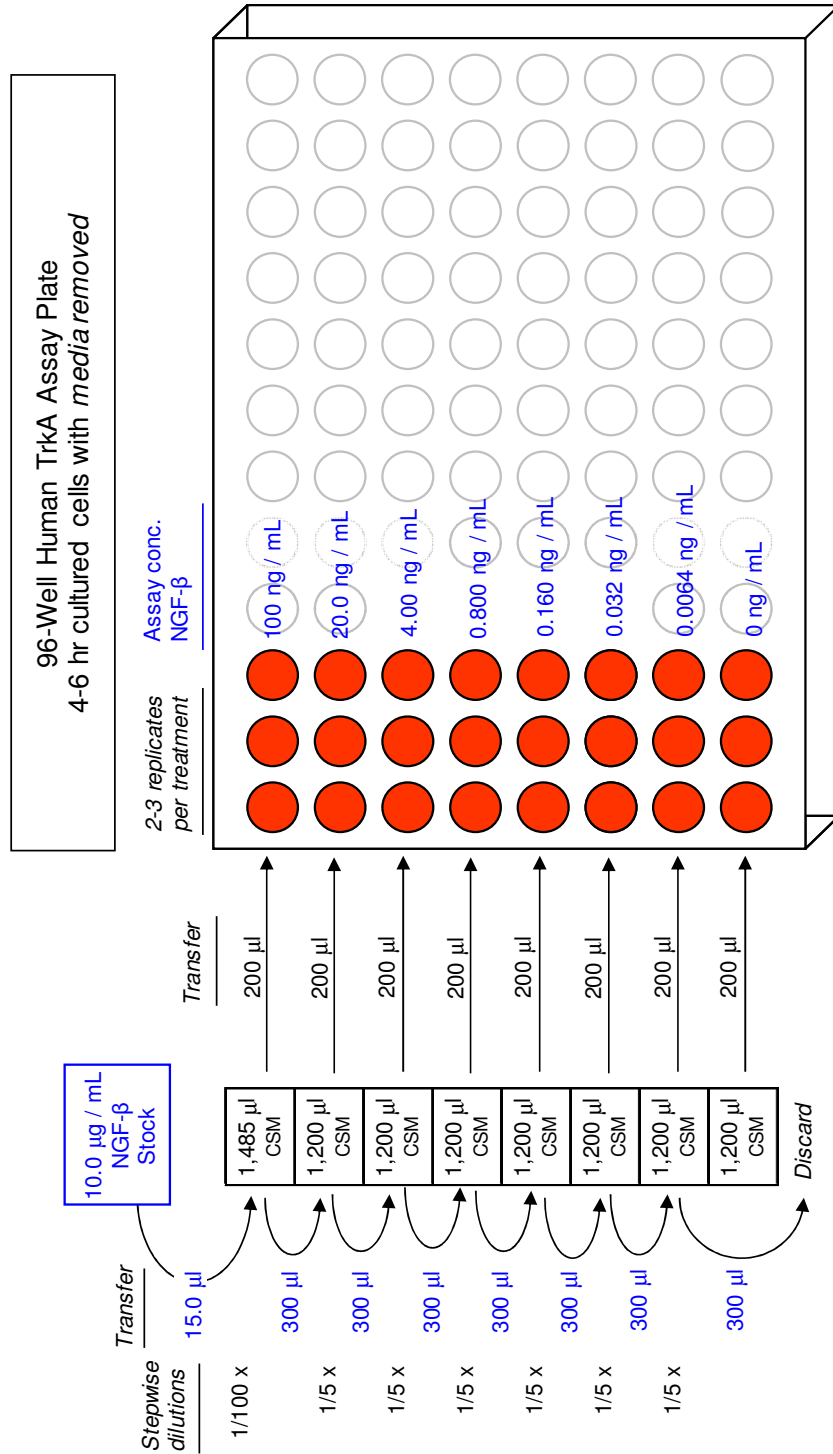 96-Well Human TrkA Assay Plate
4-6 hr cultured cells with media removed
Stepwise
dilutions
Transfer
10.0 µg / mL
NGF-β
Stock
Transfer
2-3 replicates
per treatment
Assay conc.
NGF-β
1/100 x
15.0 µl
1,485 µl
CSM
200 µl
100 ng / mL
1/5 x
300 µl
1,200 µl
CSM
200 µl
20.0 ng / mL
1/5 x
300 µl
1,200 µl
CSM
200 µl
4.00 ng / mL
1/5 x
300 µl
1,200 µl
CSM
200 µl
0.800 ng / mL
1/5 x
300 µl
1,200 µl
CSM
200 µl
0.160 ng / mL
1/5 x
300 µl
1,200 µl
CSM
200 µl
0.032 ng / mL
1/5 x
300 µl
1,200 µl
CSM
200 µl
0.0064 ng / mL
300 µl
1,200 µl
CSM
200 µl
0 ng / mL
Discard